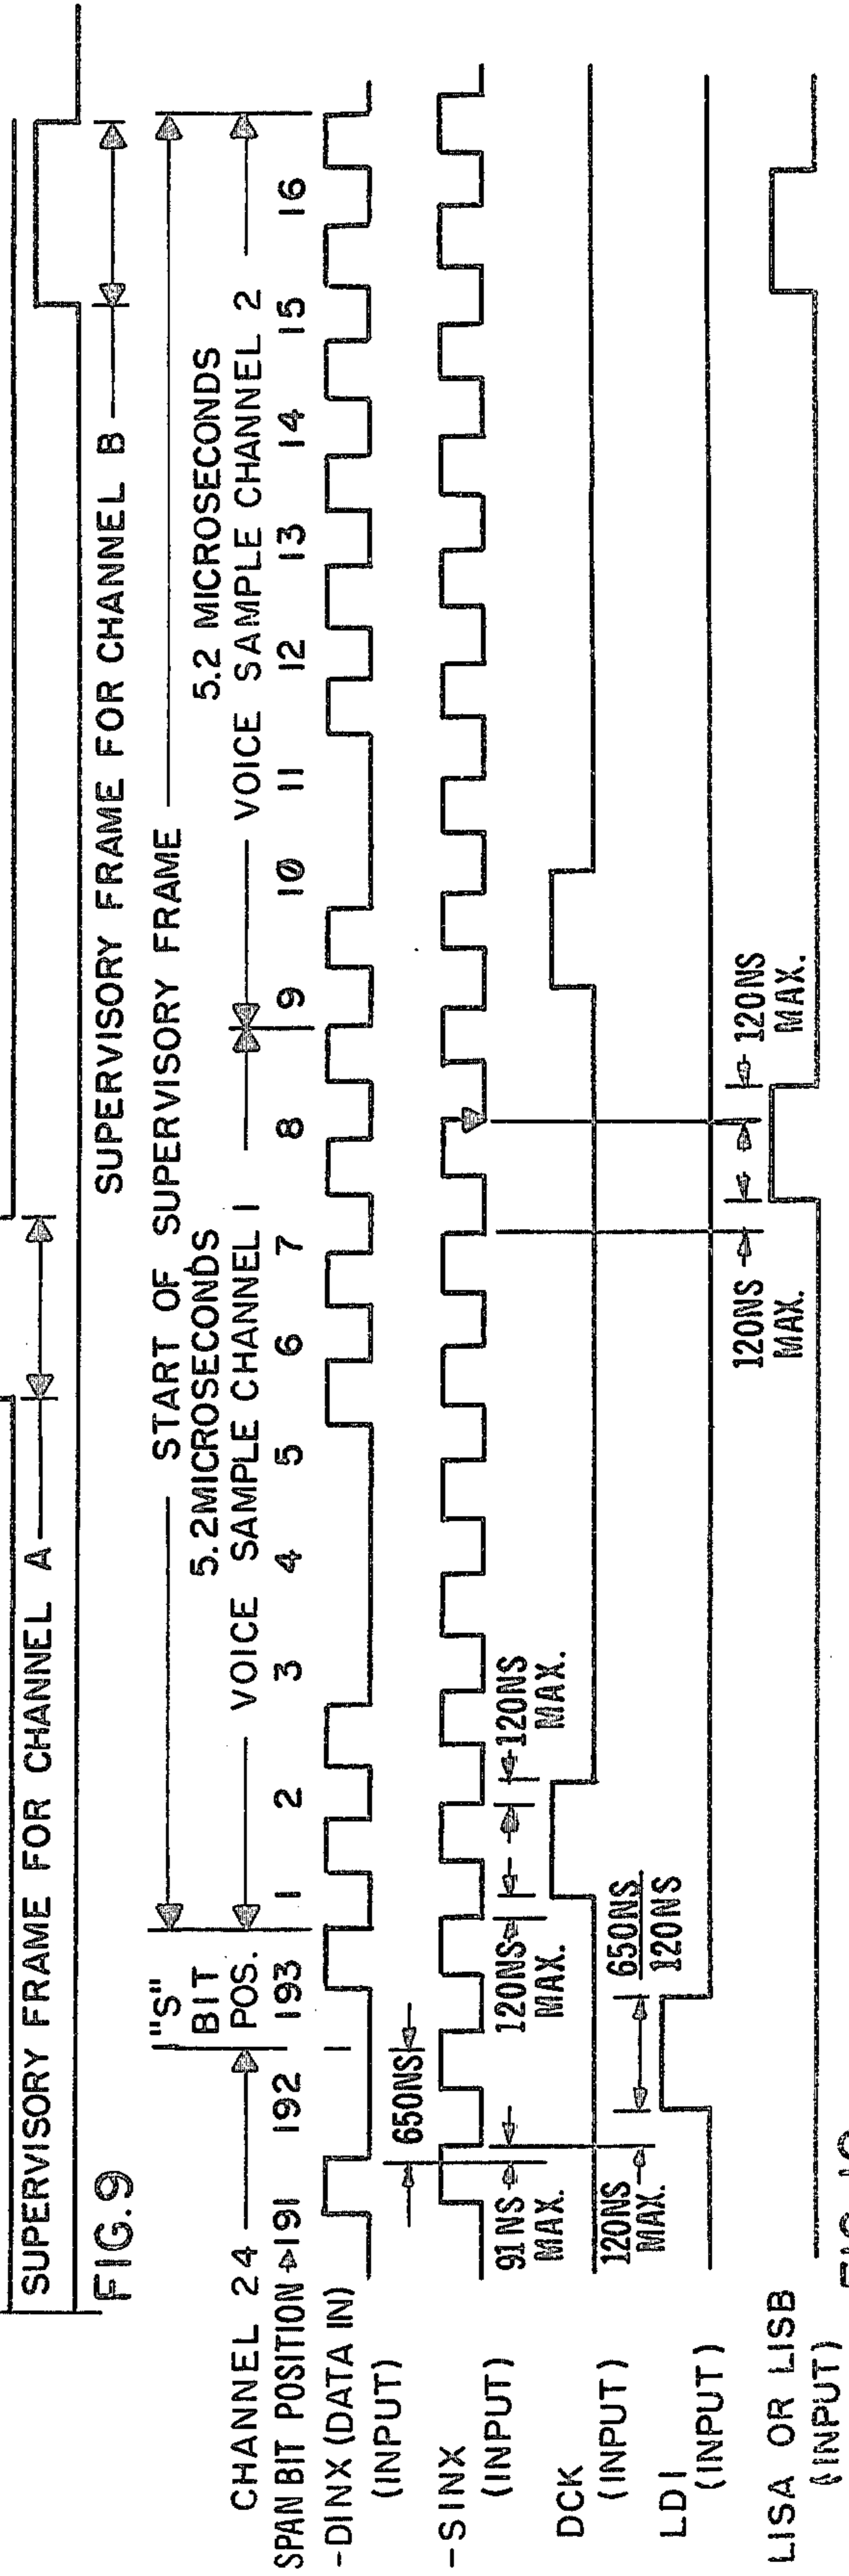 SUPERVISORY FRAME FOR CHANNEL A
SUPERVISORY FRAME FOR CHANNEL B
FIG.9
START OF SUPERVISORY FRAME
"S"
BIT
POS.
5.2 MICROSECONDS
5.2 MICROSECONDS
CHANNEL 24
VOICE SAMPLE CHANNEL 1
VOICE SAMPLE CHANNEL 2
SPAN BIT POSITION 191 192 193 1 2 3 4 5 6 7 8 9 10 11 12 13 14 15 16
-DINX (DATA IN)
(INPUT)
650NS
-SINX
(INPUT)
91NS
MAX.
120NS
MAX.
120NS
MAX.
DCK
(INPUT)
120NS
MAX.
650NS
120NS
LDI
(INPUT)
120NS
MAX.
120NS
MAX.
LISA OR LISB
(INPUT)